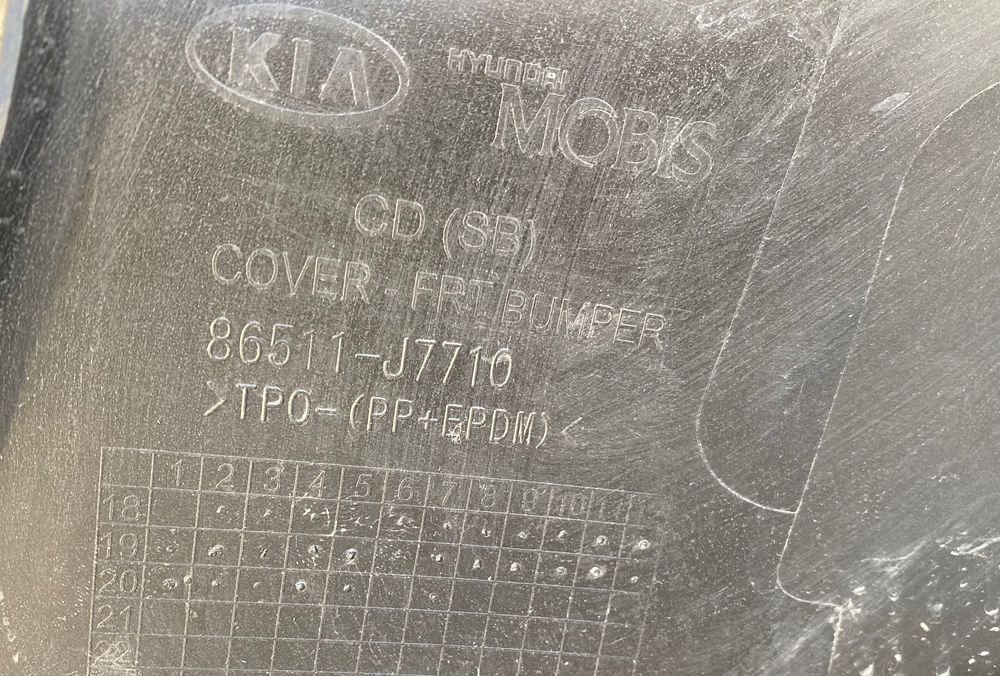 KIA
HYUNDAI
MOBIS
CD (SB)
COVER-FRT BUMPER
86511-J7710
>TPO-(PP+EPDM)<
1 2 3 4 5 6 7 8 9 10 11
18
19
20
21
22